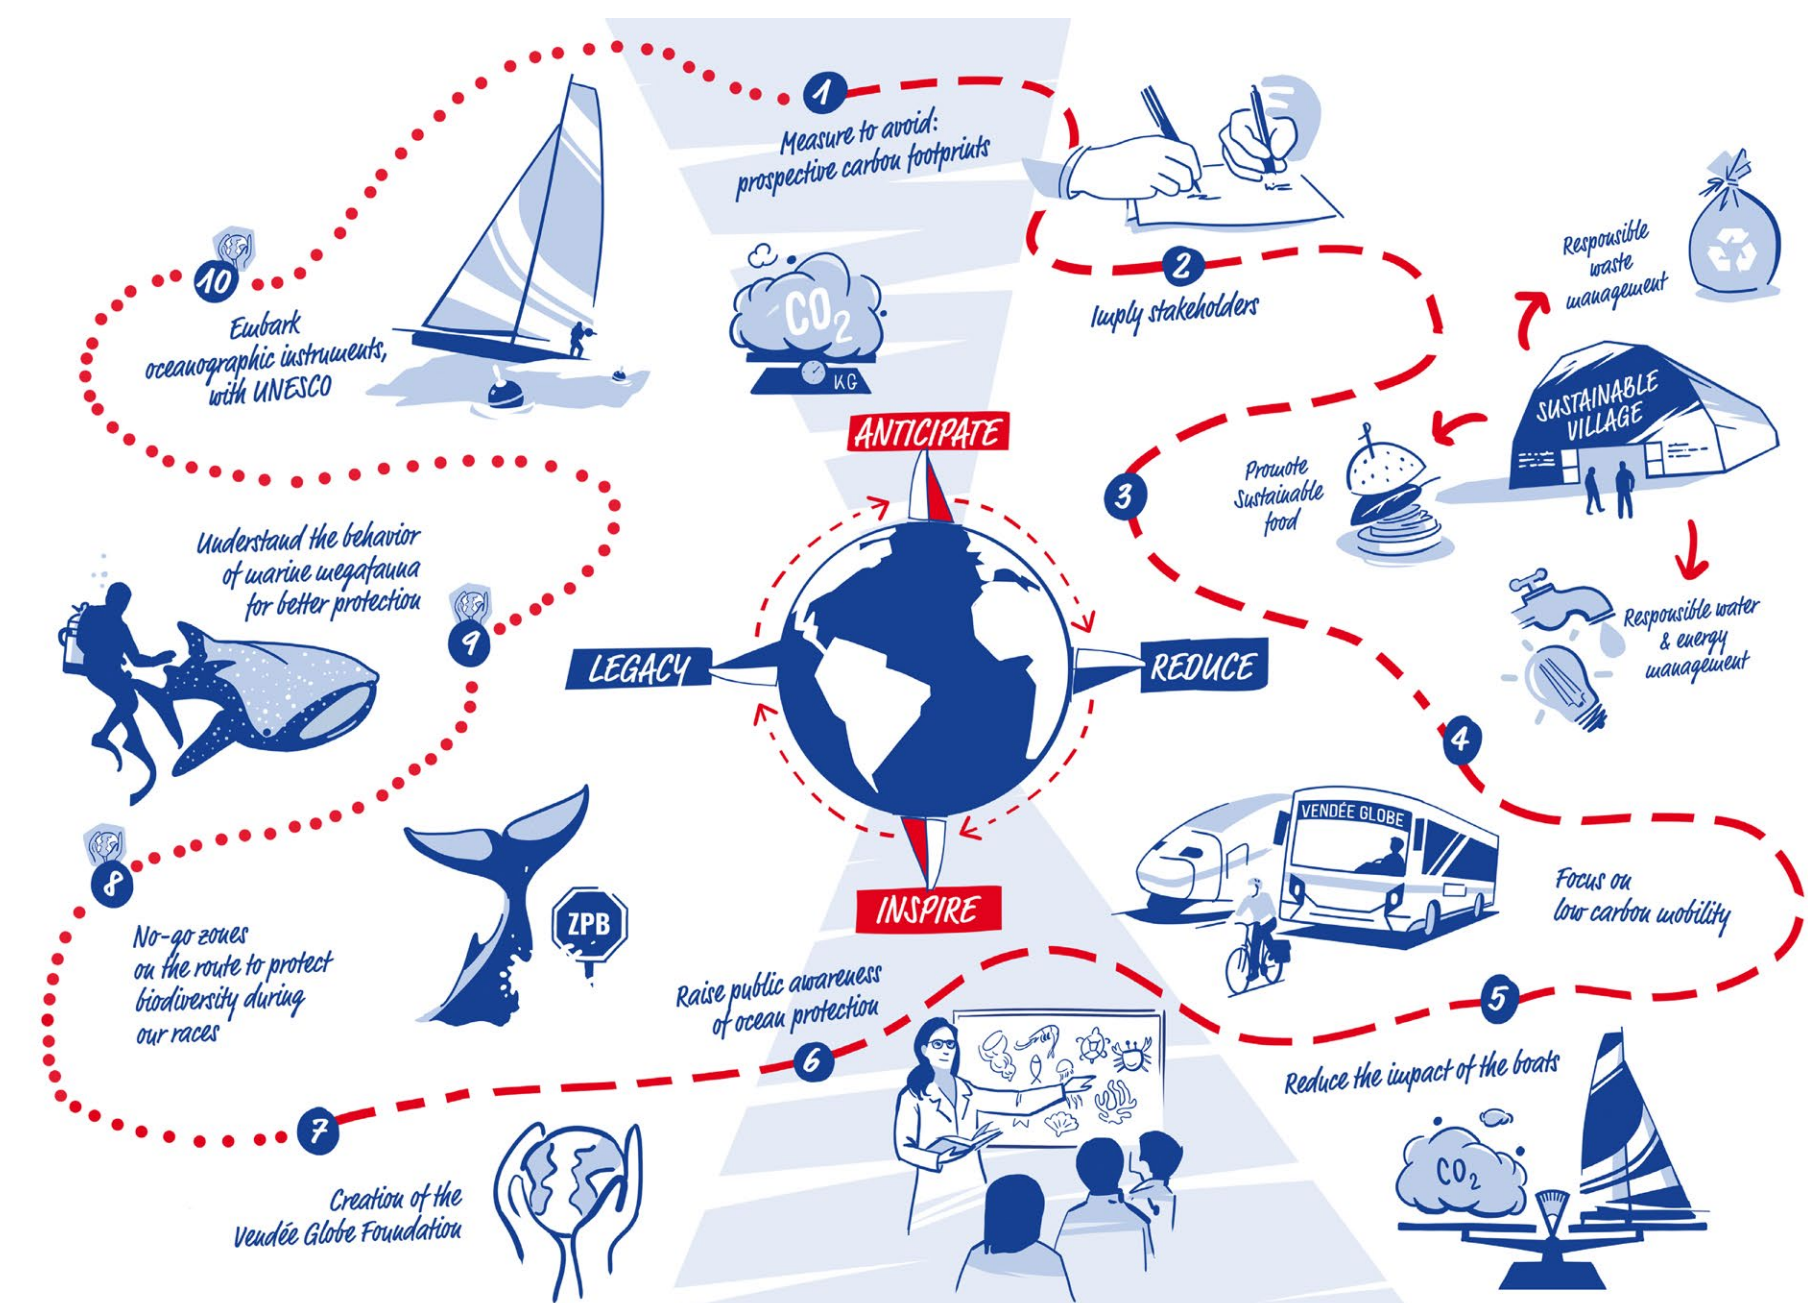 1
Measure to avoid:
prospective carbon footprints
CO2
KG
2
Imply stakeholders
Responsible
waste
management
SUSTAINABLE
VILLAGE
3
Promote
Sustainable
food
Responsible water
& energy
management
4
VENDÉE GLOBE
Focus on
low carbon mobility
5
Reduce the impact of the boats
CO2
6
Raise public awareness
of ocean protection
7
Creation of the
Vendée Globe Foundation
8
No-go zones
on the route to protect
biodiversity during
our races
ZPB
9
Understand the behavior
of marine megafauna
for better protection
10
Embark
oceanographic instruments,
with UNESCO
ANTICIPATE
REDUCE
INSPIRE
LEGACY